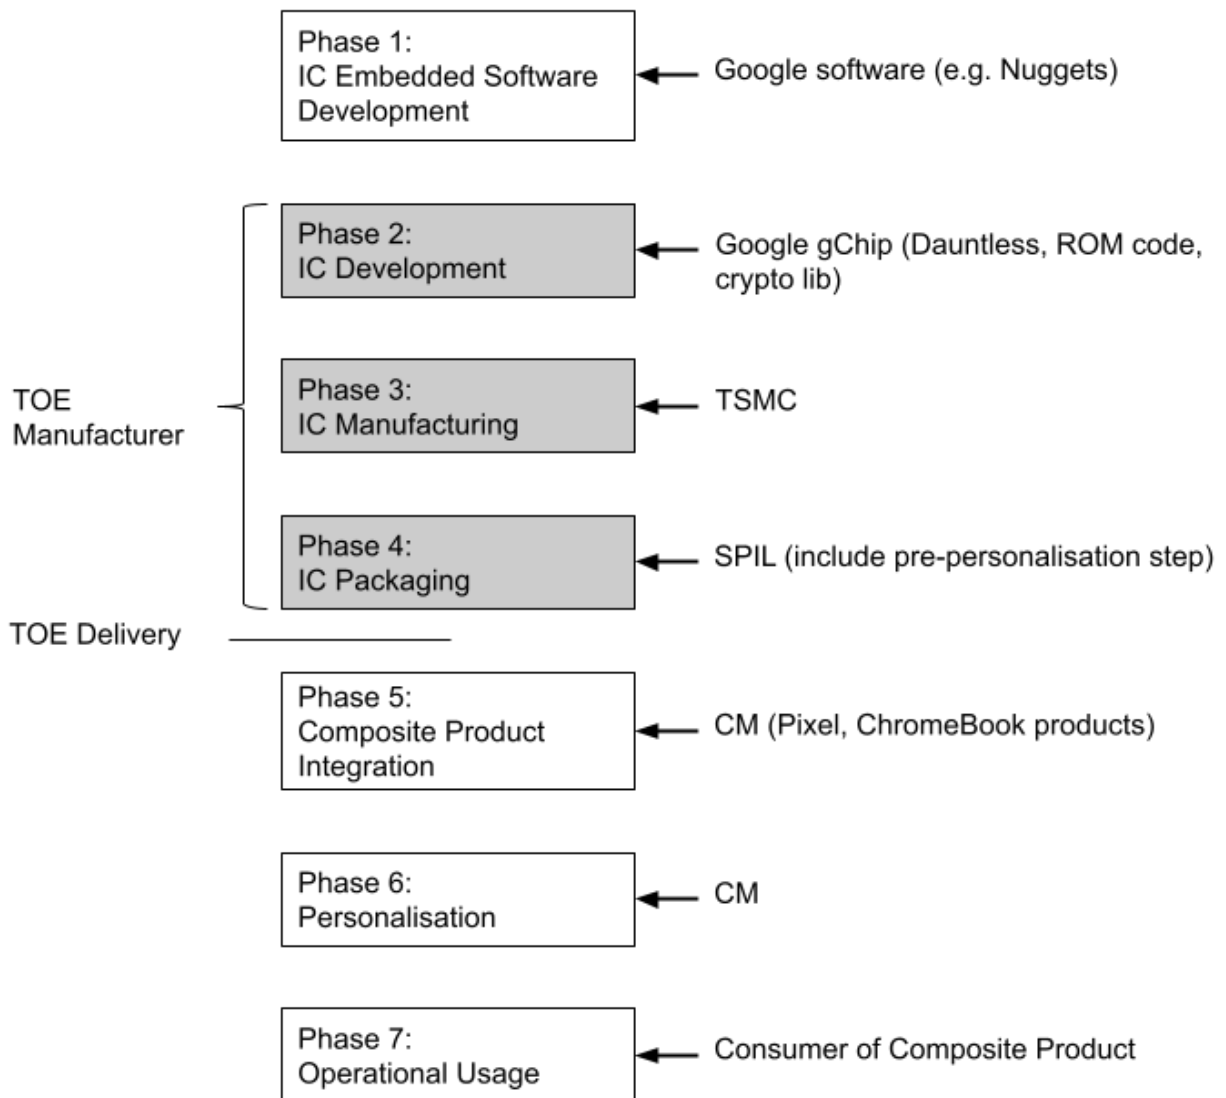 Phase 1:
IC Embedded Software
Development
Google software (e.g. Nuggets)
Phase 2:
IC Development
Google gChip (Dauntless, ROM code,
crypto lib)
TOE
Manufacturer
Phase 3:
IC Manufacturing
TSMC
Phase 4:
IC Packaging
SPIL (include pre-personalisation step)
TOE Delivery
Phase 5:
Composite Product
Integration
CM (Pixel, ChromeBook products)
Phase 6:
Personalisation
CM
Phase 7:
Operational Usage
Consumer of Composite Product